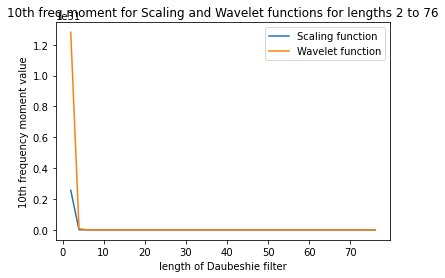 10th freq moment for Scaling and Wavelet functions for lengths 2 to 76
1e31
Scaling function
Wavelet function
1.2
1.0
0.8
0.6
0.4
0.2
0.0
10th frequency moment value
0 10 20 30 40 50 60 70
length of Daubeshie filter